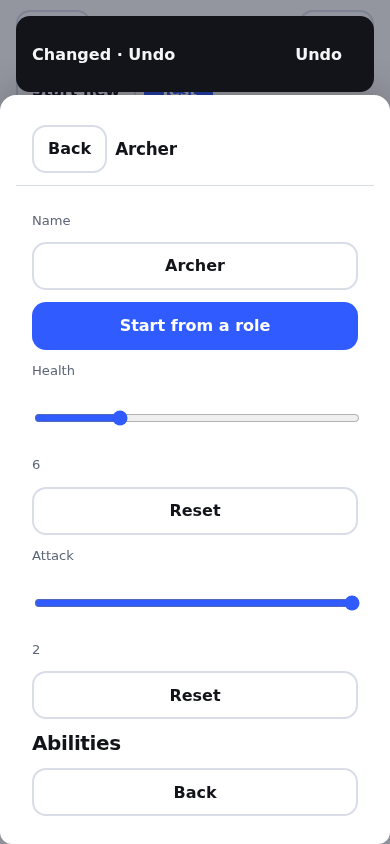 Changed · Undo Undo
Back Archer
Name
Archer
Start from a role
Health
6
Reset
Attack
2
Reset
Abilities
Back